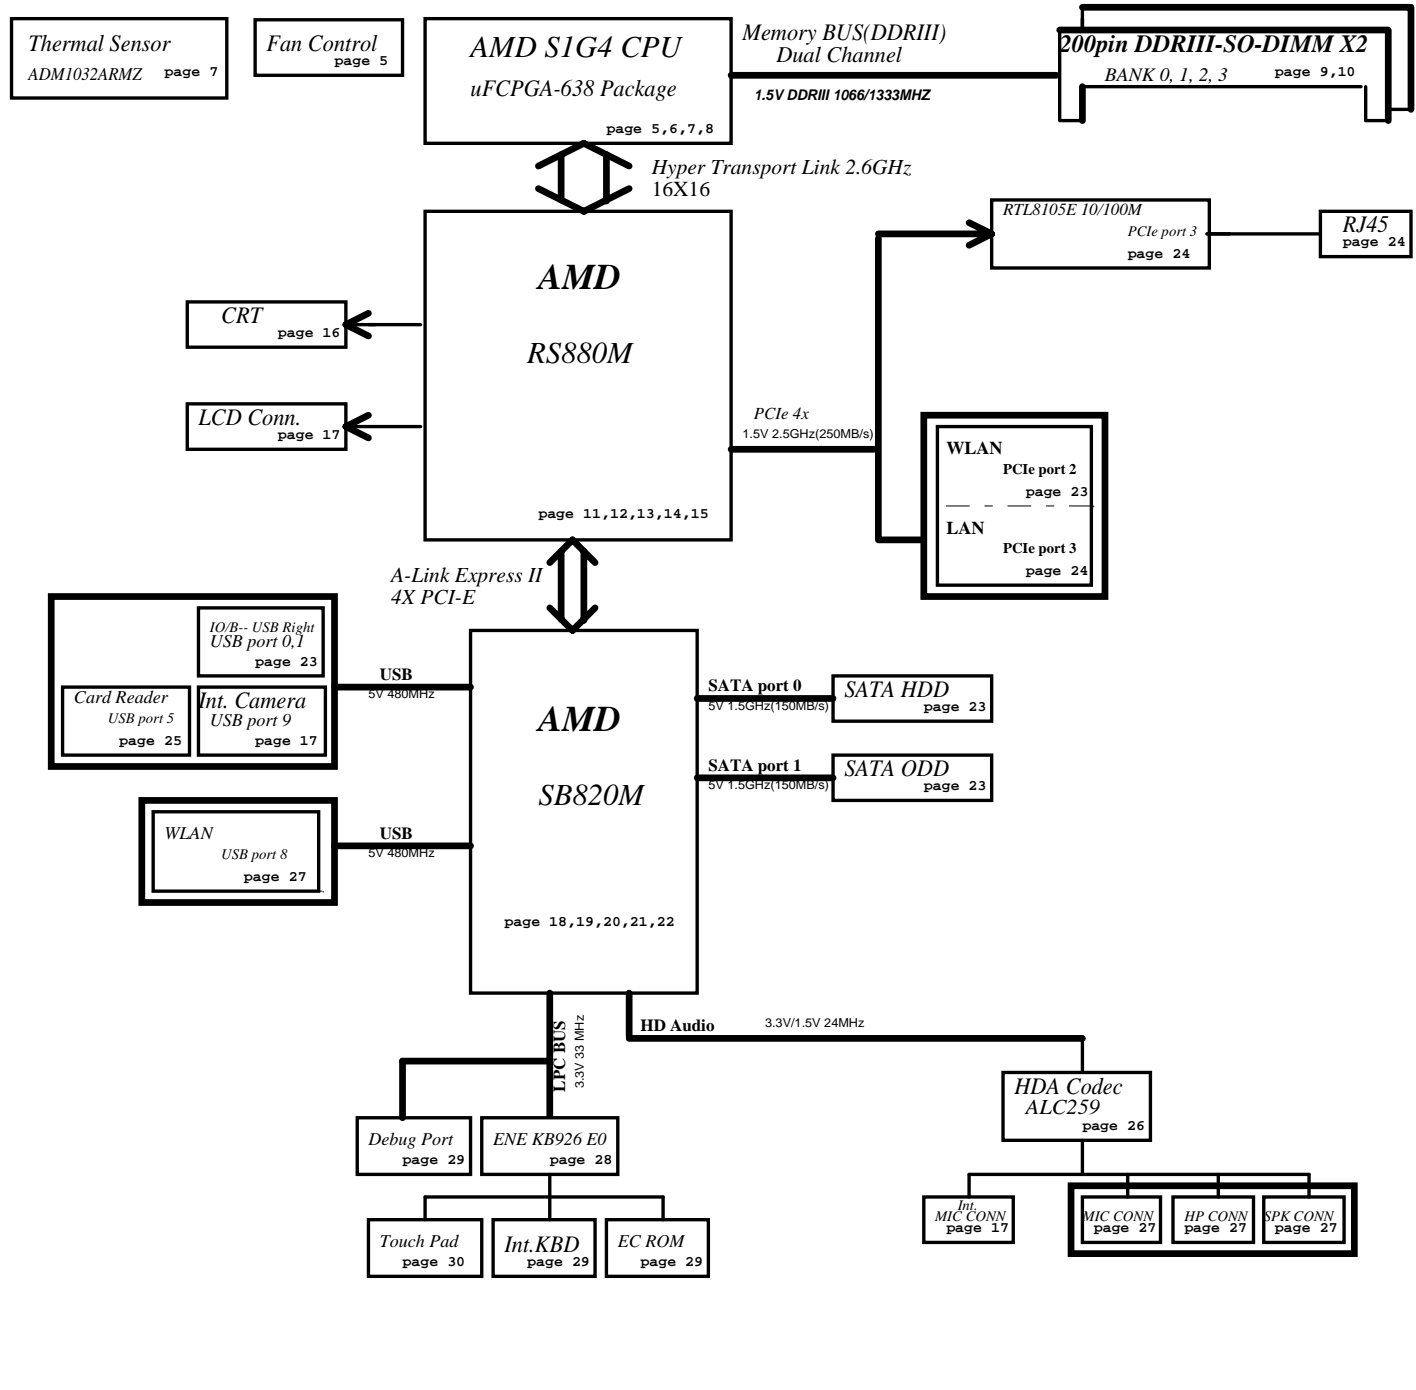 Thermal Sensor
ADM1032ARMZ page 7
Fan Control
page 5
AMD S1G4 CPU
uFCPGA-638 Package
page 5,6,7,8
Memory BUS(DDRIII)
Dual Channel
1.5V DDRIII 1066/1333MHZ
200pin DDRIII-SO-DIMM X2
BANK 0, 1, 2, 3 page 9,10
Hyper Transport Link 2.6GHz
16X16
AMD
RS880M
page 11,12,13,14,15
RTL8105E 10/100M
PCIe port 3
page 24
RJ45
page 24
CRT
page 16
LCD Conn.
page 17
PCIe 4x
1.5V 2.5GHz(250MB/s)
WLAN
PCIe port 2
page 23
LAN
PCIe port 3
page 24
A-Link Express II
4X PCI-E
IO/B-- USB Right
USB port 0,1
page 23
Card Reader
USB port 5
page 25
Int. Camera
USB port 9
page 17
USB
5V 480MHz
AMD
SB820M
page 18,19,20,21,22
SATA port 0
5V 1.5GHz(150MB/s)
SATA HDD
page 23
SATA port 1
5V 1.5GHz(150MB/s)
SATA ODD
page 23
WLAN
USB port 8
page 27
USB
5V 480MHz
LPC BUS
3.3V 33 MHz
HD Audio
3.3V/1.5V 24MHz
HDA Codec
ALC259
page 26
Debug Port
page 29
ENE KB926 E0
page 28
Touch Pad
page 30
Int.KBD
page 29
EC ROM
page 29
Int.
MIC CONN
page 17
MIC CONN
page 27
HP CONN
page 27
SPK CONN
page 27